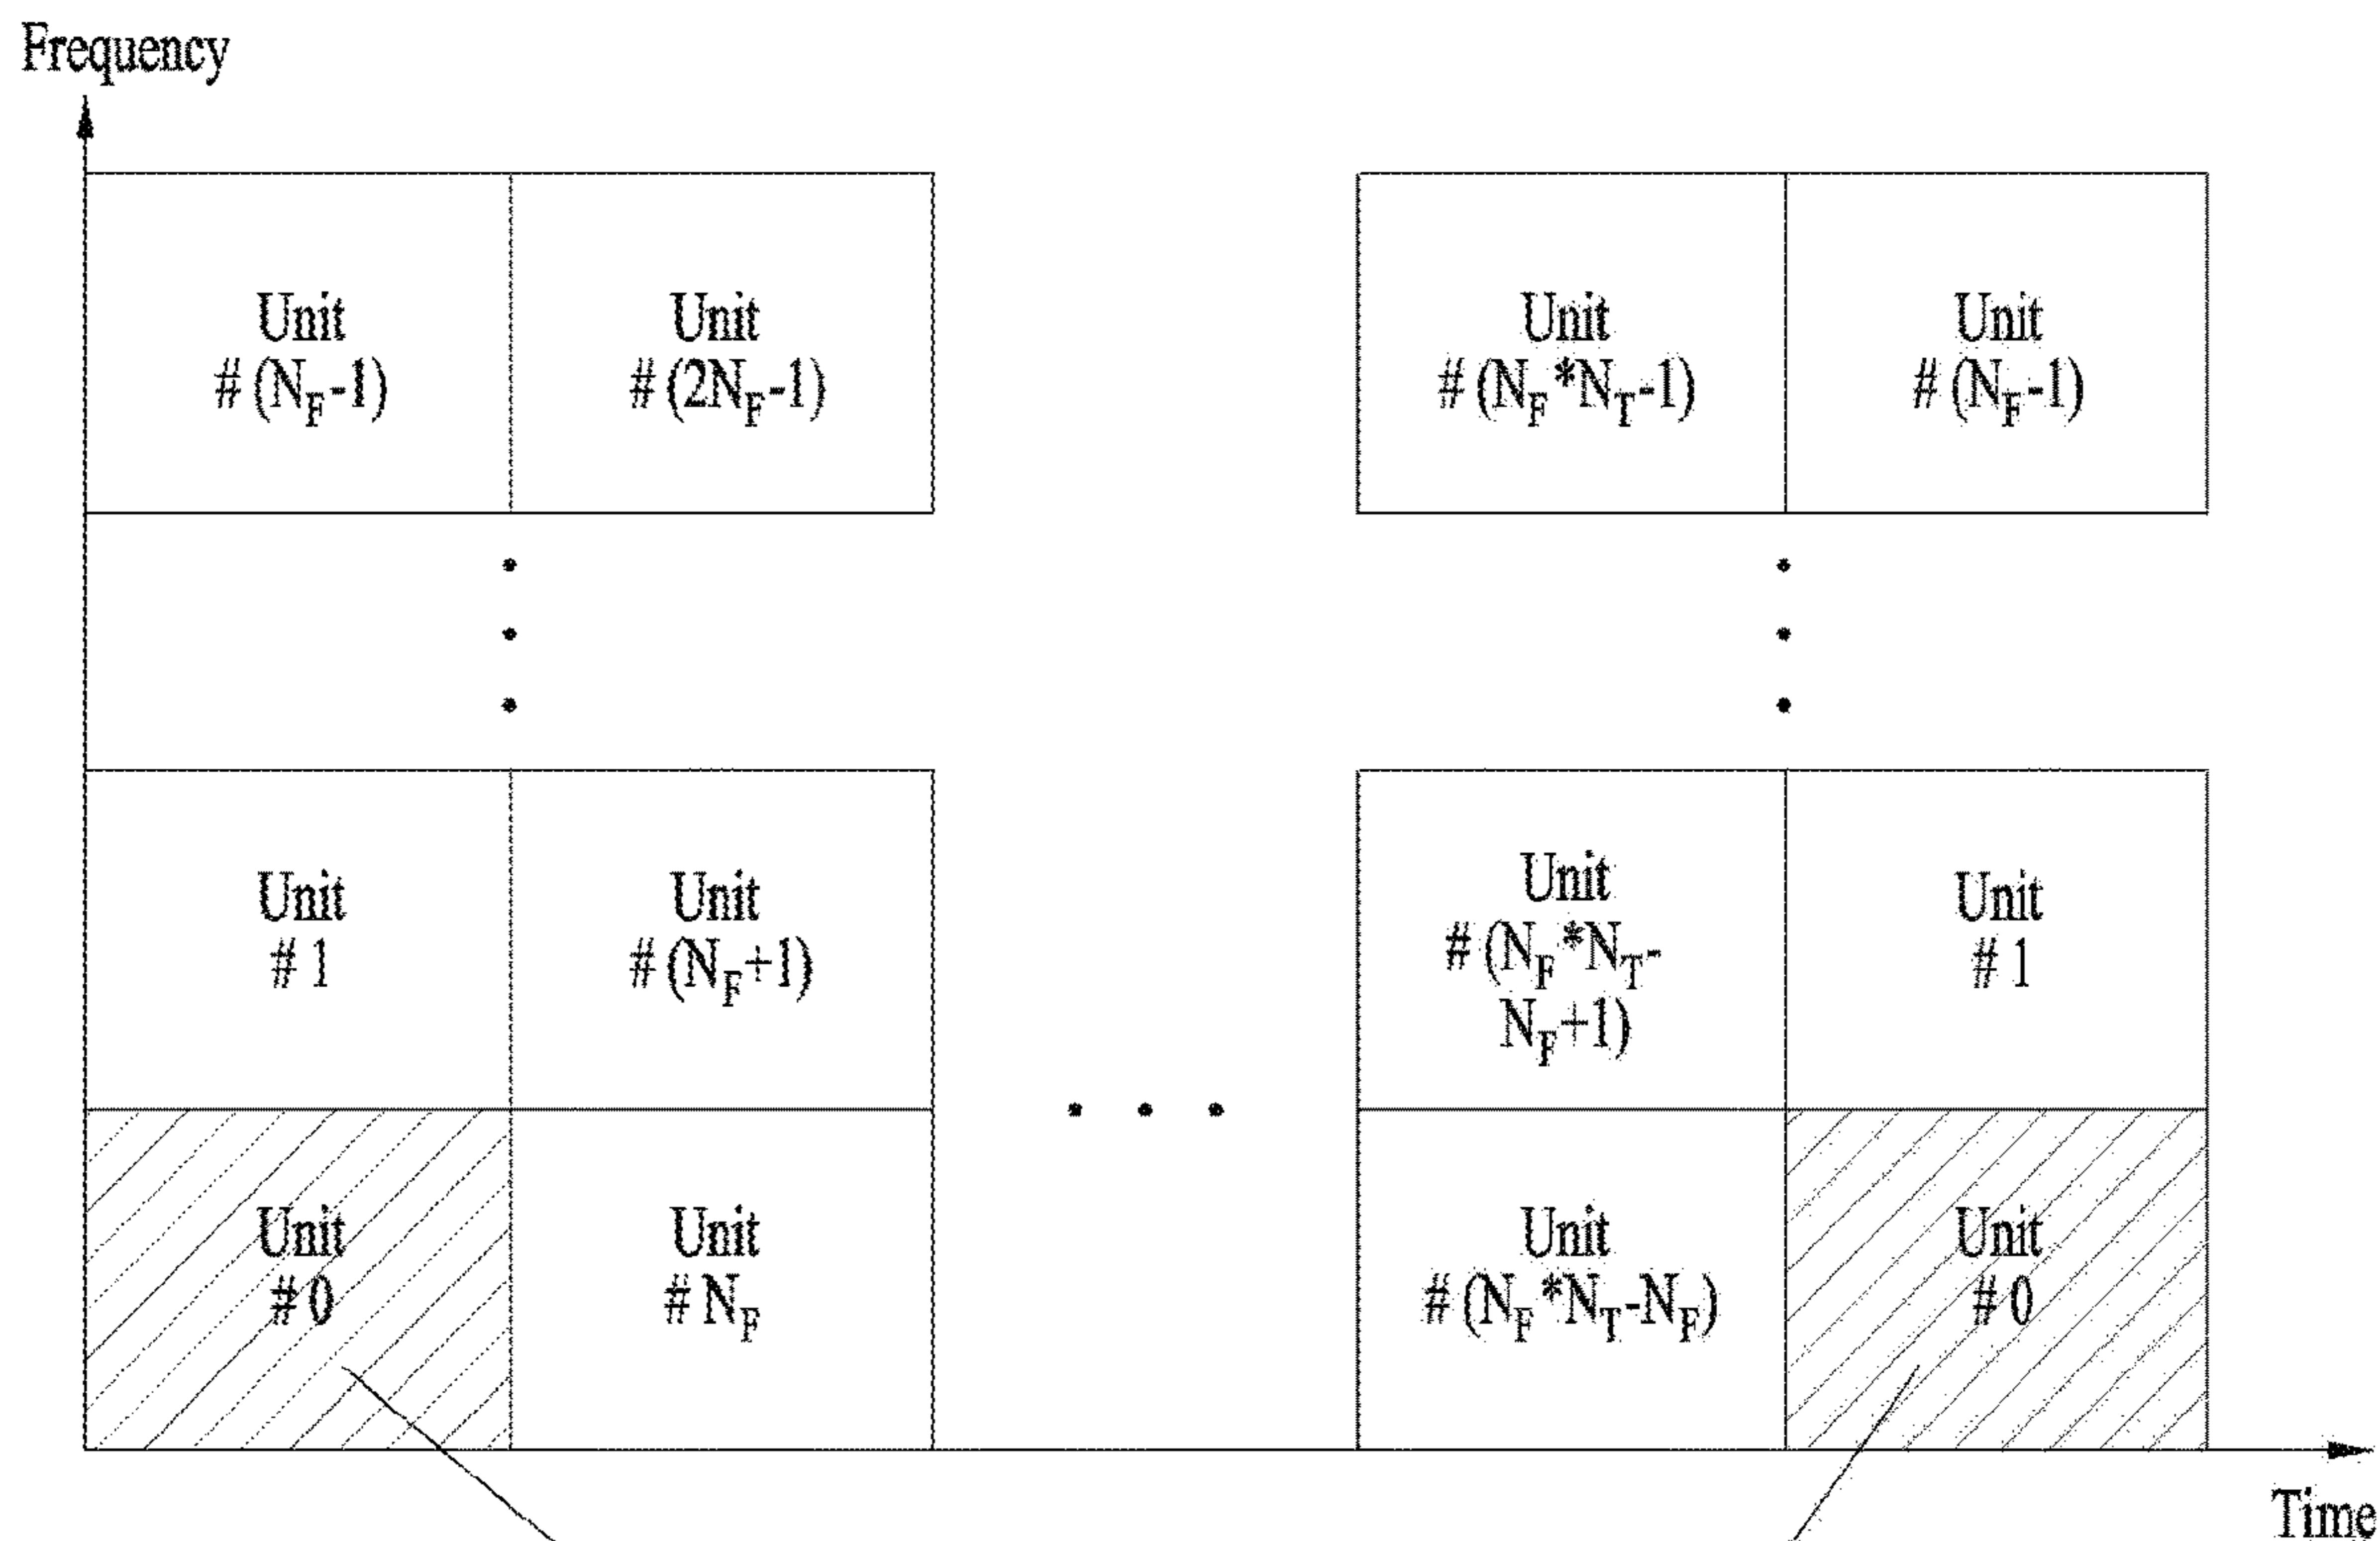 Frequency
Unit
# (N_F-1)
Unit
# (2N_F-1)
Unit
# (N_F*N_T-1)
Unit
# (N_F-1)
Unit
# 1
Unit
# (N_F+1)
Unit
# (N_F*N_T-
N_F+1)
Unit
# 1
Unit
# 0
Unit
# N_F
Unit
# (N_F*N_T-N_F)
Unit
# 0
Time